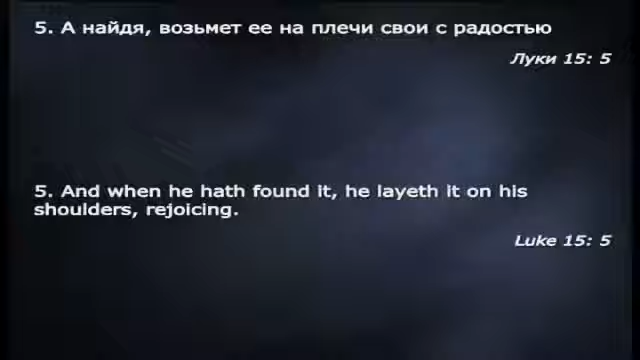 5. А найдя, возьмет ее на плечи свои с радостью
Луки 15: 5
5. And when he hath found it, he layeth it on his
shoulders, rejoicing.
Luke 15: 5